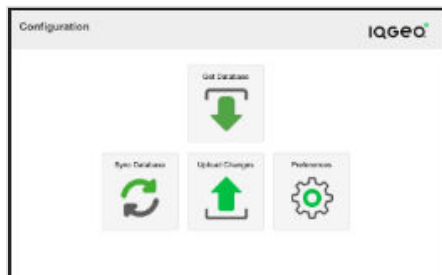 Configuration
IQGeo
Get Database
Sync Database
Upload Changes
Preferences